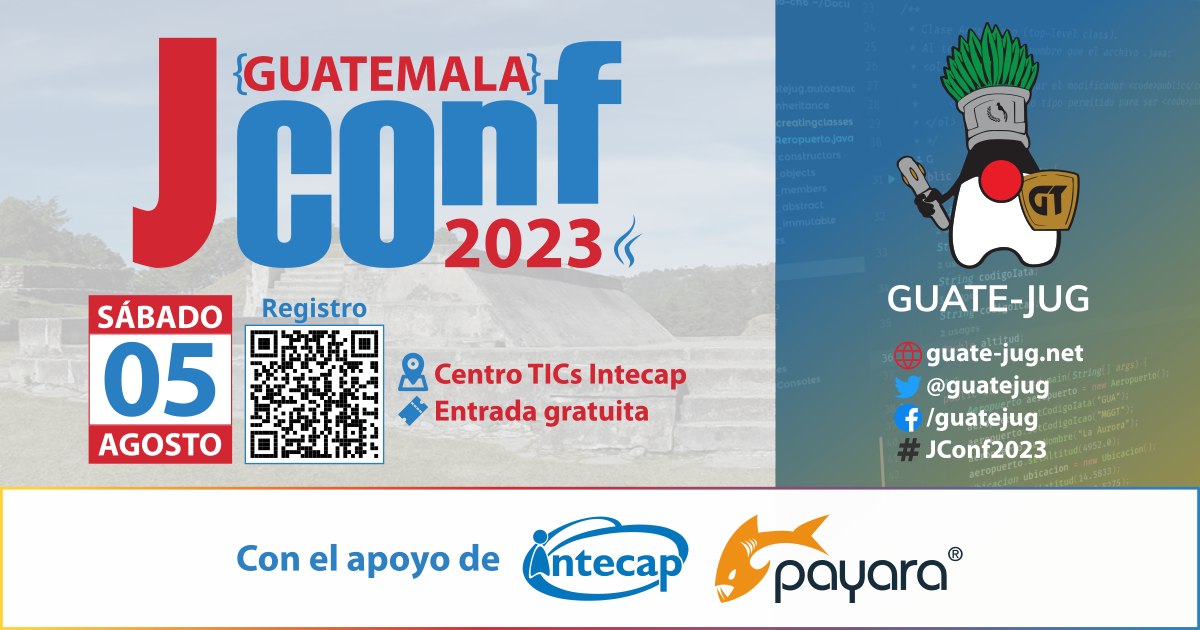 {GUATEMALA}
JConf
2023
SÁBADO
05
AGOSTO
Registro
Centro TICs Intecap
Entrada gratuita
GT
GUATE-JUG
guate-jug.net
@guatejug
/guatejug
# JConf2023
Con el apoyo de
intecap
payara®